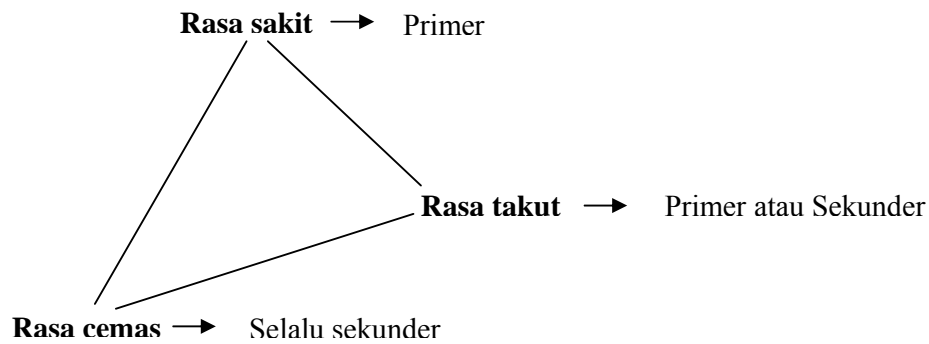 Rasa sakit → Primer
Rasa takut → Primer atau Sekunder
Rasa cemas → Selalu sekunder